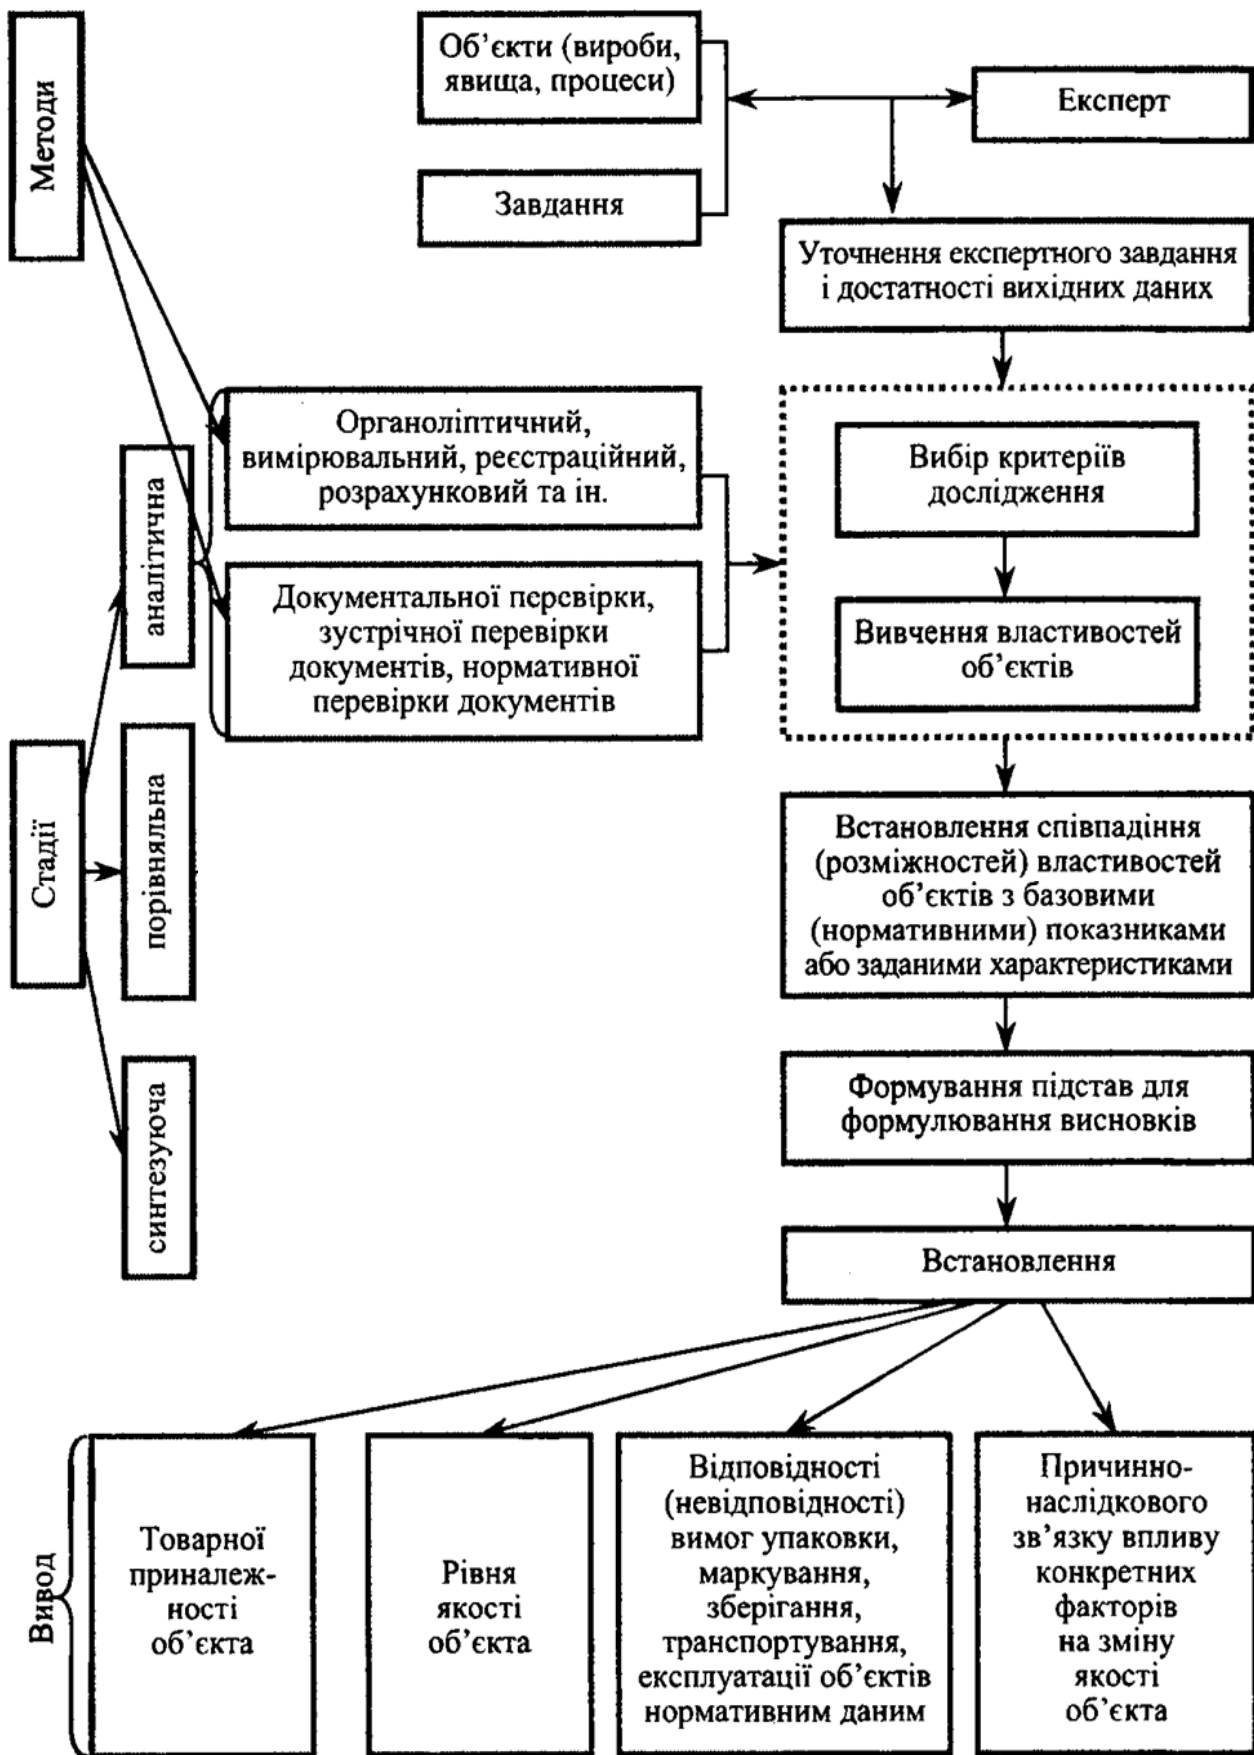 Методи
Об’єкти (вироби,
явища, процеси)
Експерт
Завдання
Уточнення експертного завдання
і достатності вихідних даних
Органоліптичний,
вимірювальний, реєстраційний,
розрахунковий та ін.
Вибір критеріїв
дослідження
аналітична
Документальної перевірки,
зустрічної перевірки
документів, нормативної
перевірки документів
Вивчення властивостей
об’єктів
Стадії
порівняльна
Встановлення співпадіння
(розміжностей) властивостей
об’єктів з базовими
(нормативними) показниками
або заданими характеристиками
синтезуюча
Формування підстав для
формулювання висновків
Встановлення
Вивод
Товарної
приналеж-
ності
об’єкта
Рівня
якості
об’єкта
Відповідності
(невідповідності)
вимог упаковки,
маркування,
зберігання,
транспортування,
експлуатації об’єктів
нормативним даним
Причинно-
наслідкового
зв’язку впливу
конкретних
факторів
на зміну
якості
об’єкта